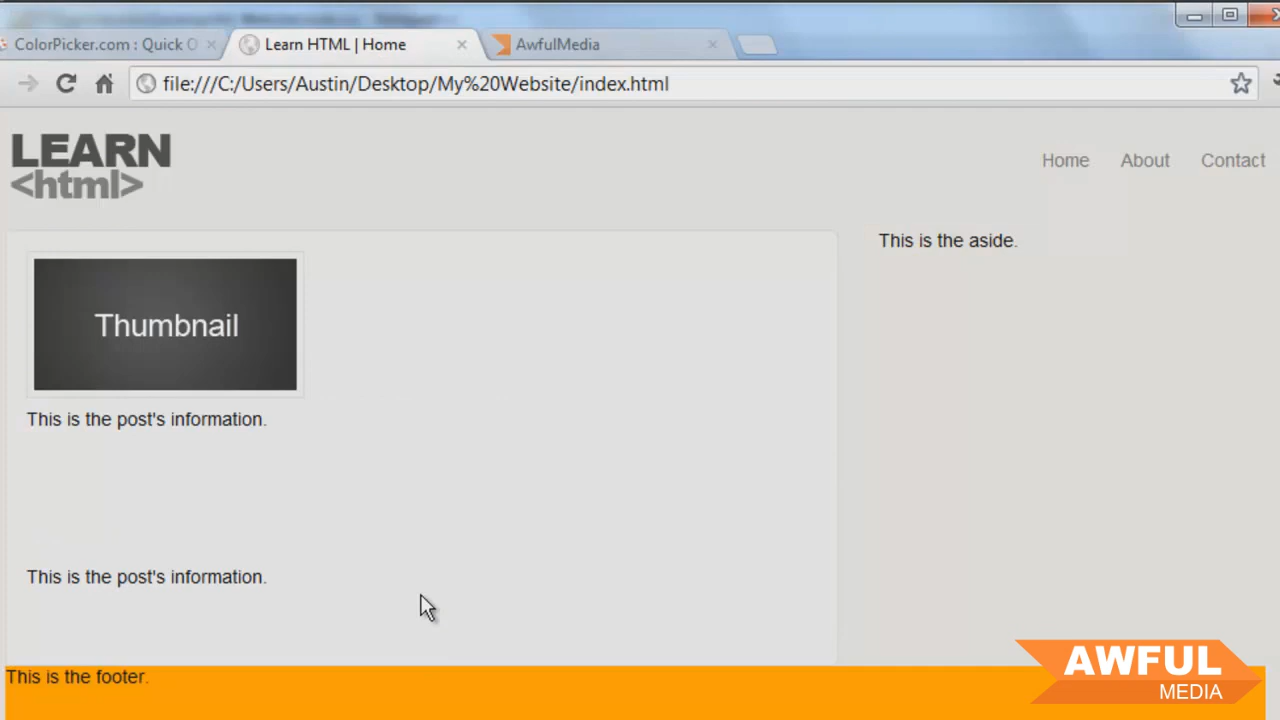 ColorPicker.com : Quick O
Learn HTML | Home
AwfulMedia
file:///C:/Users/Austin/Desktop/My%20Website/index.html
LEARN
<html>
Home About Contact
This is the aside.
Thumbnail
This is the post's information.
This is the post's information.
This is the footer.
AWFUL
MEDIA